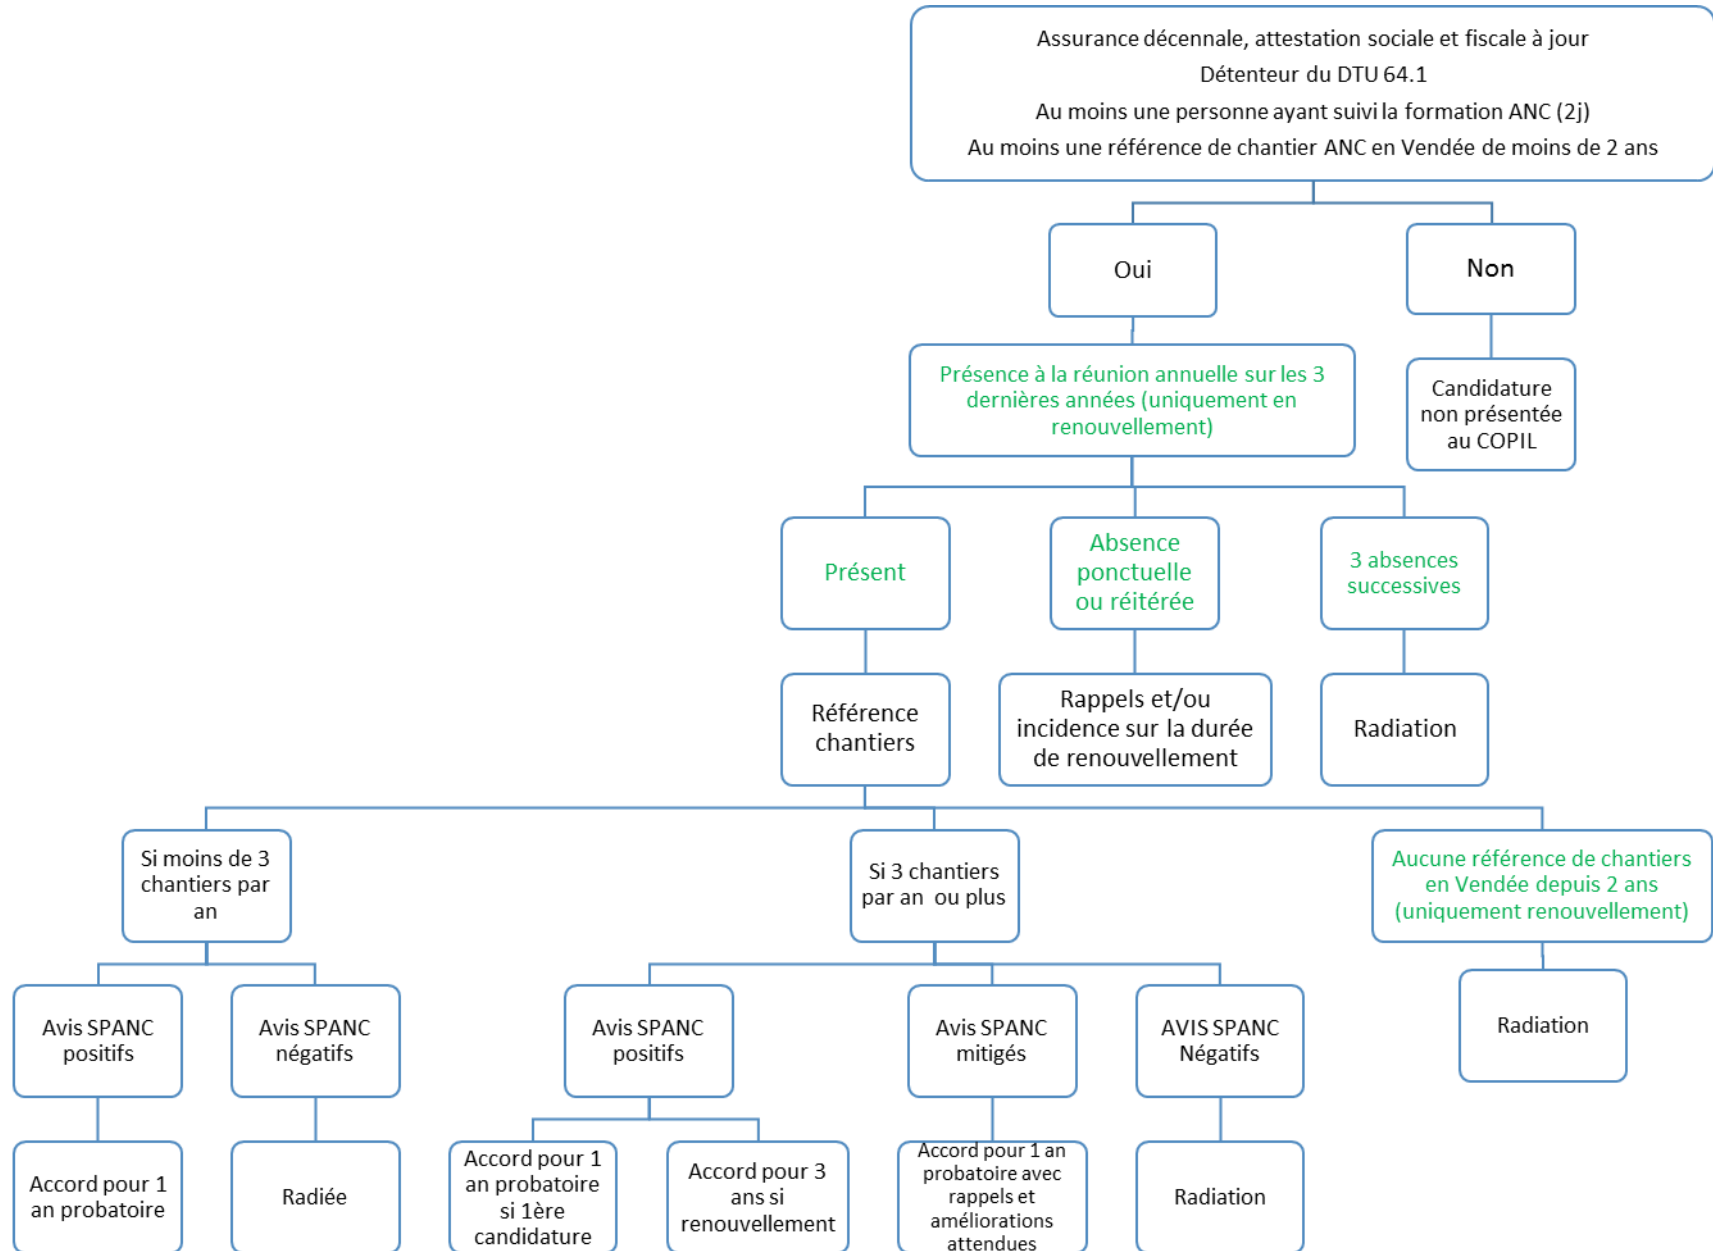 Assurance décennale, attestation sociale et fiscale à jour
Détenteur du DTU 64.1
Au moins une personne ayant suivi la formation ANC (2j)
Au moins une référence de chantier ANC en Vendée de moins de 2 ans
Oui
Non
Présence à la réunion annuelle sur les 3
dernières années (uniquement en
renouvellement)
Candidature
non présentée
au COPIL
Présent
Absence
ponctuelle
ou réitérée
3 absences
successives
Référence
chantiers
Rappels et/ou
incidence sur la durée
de renouvellement
Radiation
Si moins de 3
chantiers par
an
Si 3 chantiers
par an ou plus
Aucune référence de chantiers
en Vendée depuis 2 ans
(uniquement renouvellement)
Avis SPANC
positifs
Avis SPANC
négatifs
Avis SPANC
positifs
Avis SPANC
mitigés
AVIS SPANC
Négatifs
Radiation
Accord pour 1
an probatoire
Radiée
Accord pour 1
an probatoire
si 1ère
candidature
Accord pour 3
ans si
renouvellement
Accord pour 1 an
probatoire avec
rappels et
améliorations
attendues
Radiation